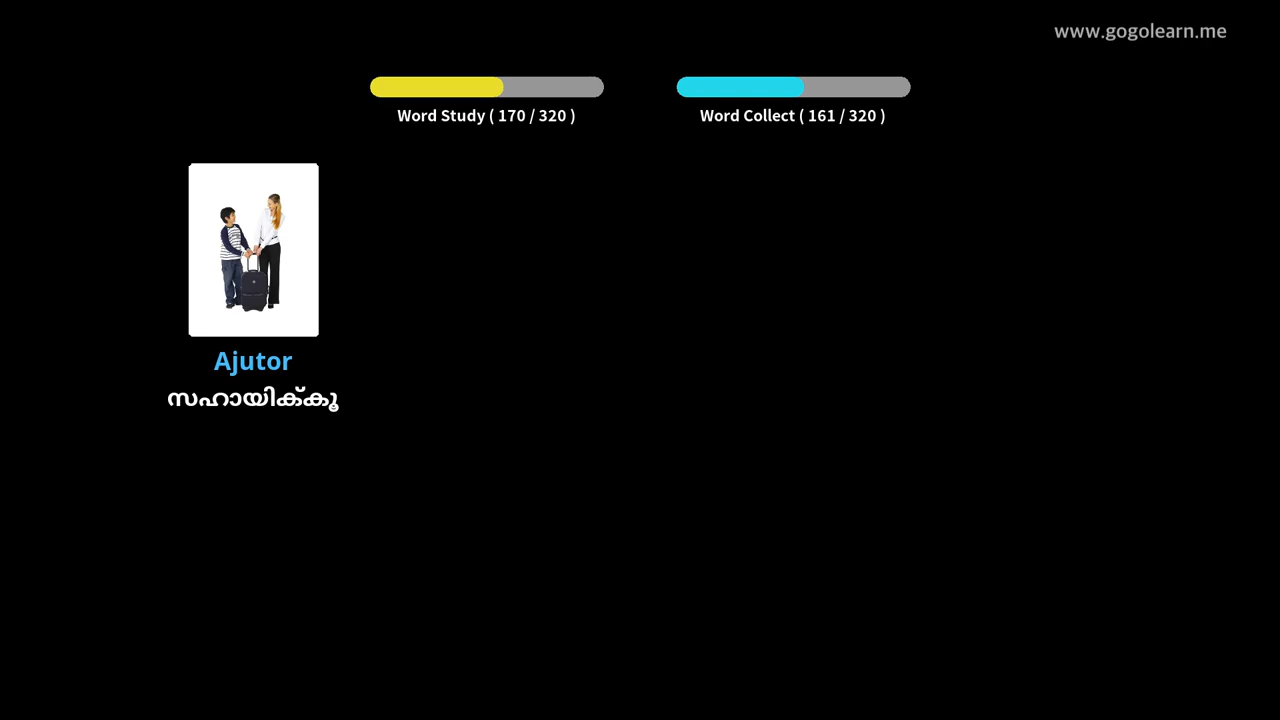 www.gogolearn.me
Word Study ( 170 / 320 )
Word Collect ( 161 / 320 )
Ajutor
സഹായിക്കൂ